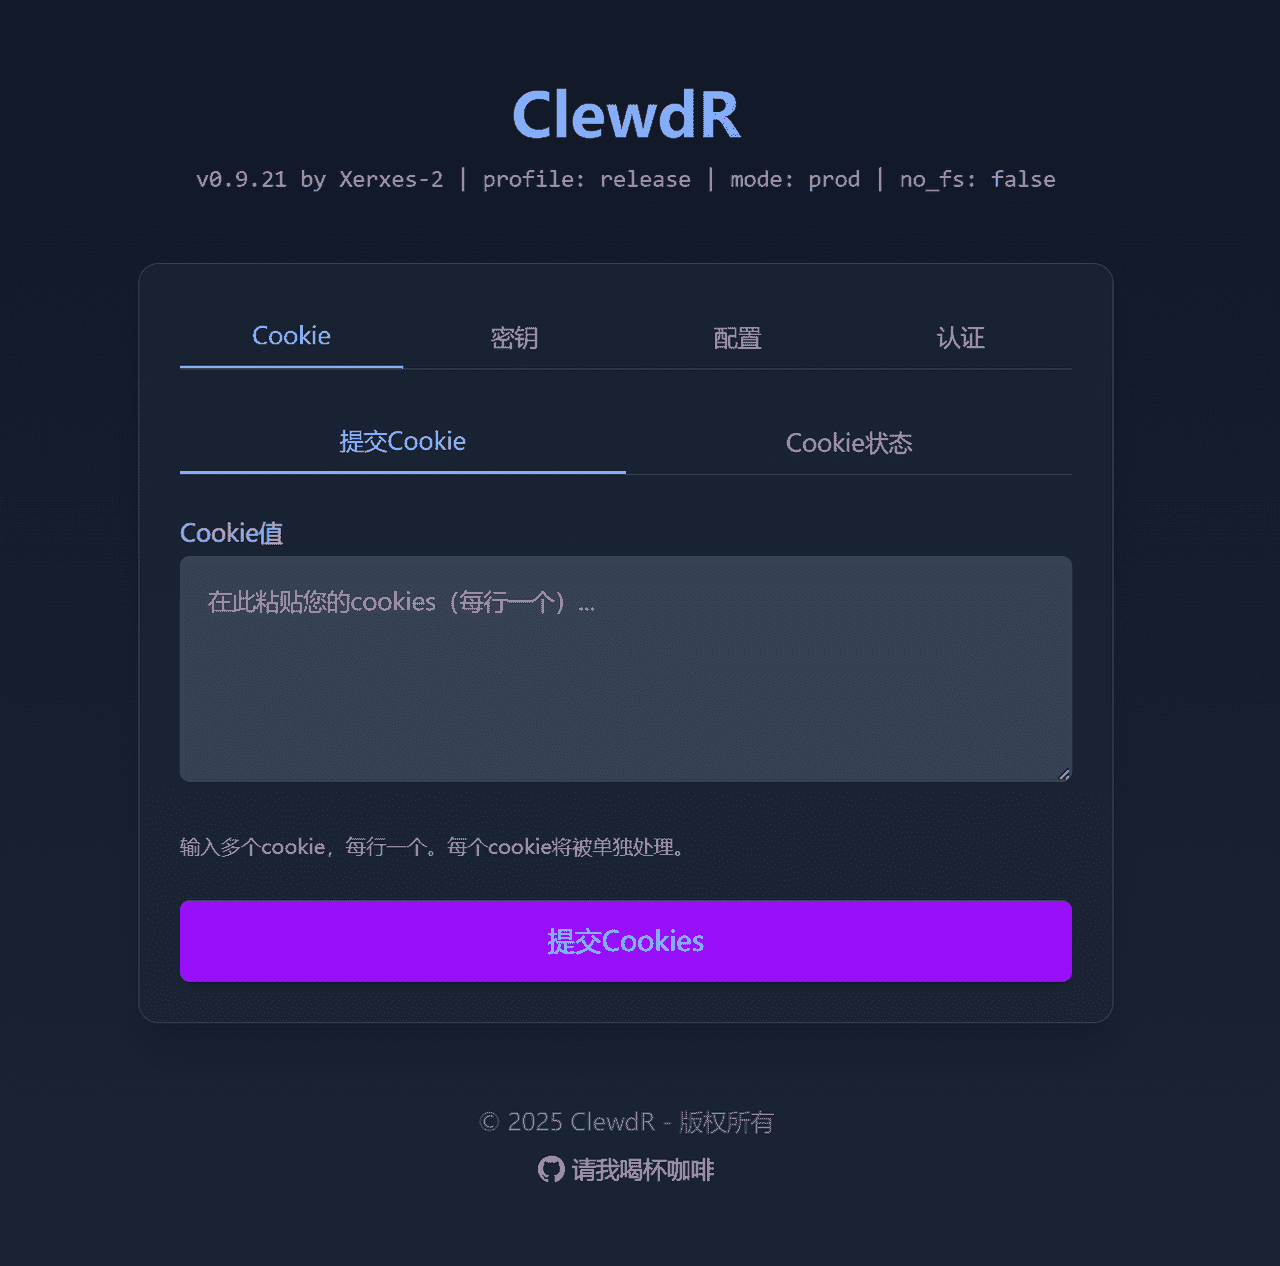 ClewdR
v0.9.21 by Xerxes-2 | profile: release | mode: prod | no_fs: false
Cookie 密钥 配置 认证
提交Cookie Cookie状态
Cookie值
在此粘贴您的cookies（每行一个）...
输入多个cookie，每行一个。每个cookie将被单独处理。
提交Cookies
© 2025 ClewdR - 版权所有
请我喝杯咖啡